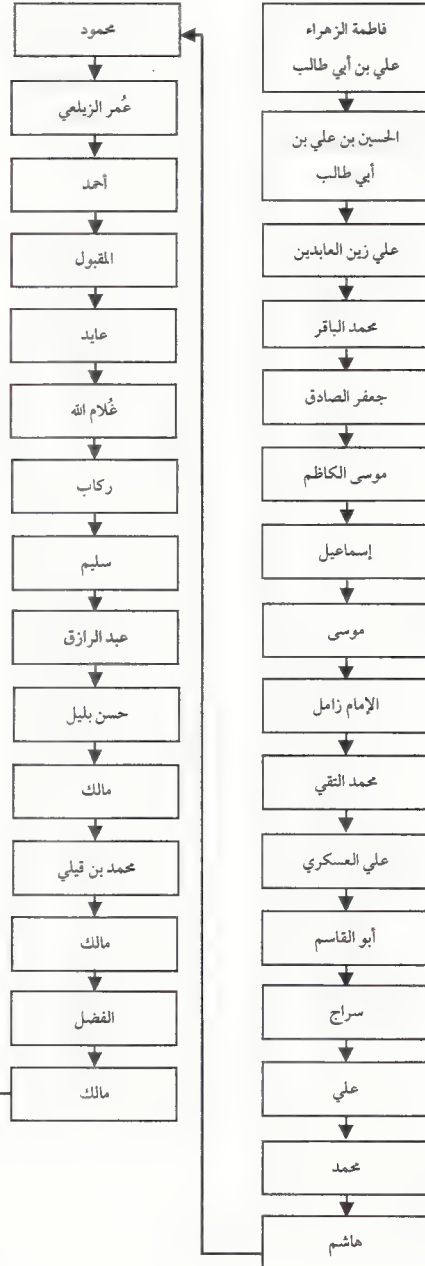 فاطمة الزهراء
علي بن أبي طالب
الحسين بن علي بن
أبي طالب
علي زين العابدين
محمد الباقر
جعفر الصادق
موسى الكاظم
إسماعيل
موسى
الإمام زامل
محمد التقي
علي العسكري
أبو القاسم
سراج
علي
محمد
هاشم
محمود
عُمر الزيلعي
أحمد
المقبول
عايد
غُلام الله
ركاب
سليم
عبد الرازق
حسن بليل
مالك
محمد بن قيلي
مالك
الفضل
مالك